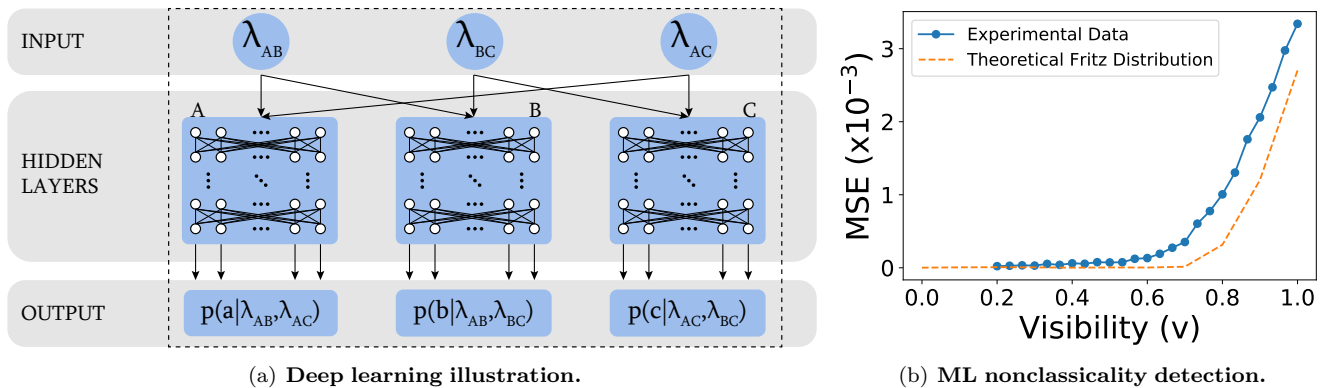 INPUT
λAB
λBC
λAC
A
B
C
HIDDEN
LAYERS
OUTPUT
p(a|λAB,λAC)
p(b|λAB,λBC)
p(c|λAC,λBC)
(a) Deep learning illustration.
Experimental Data
Theoretical Fritz Distribution
MSE (x10−3)
3
2
1
0
0.0 0.2 0.4 0.6 0.8 1.0
Visibility (v)
(b) ML nonclassicality detection.